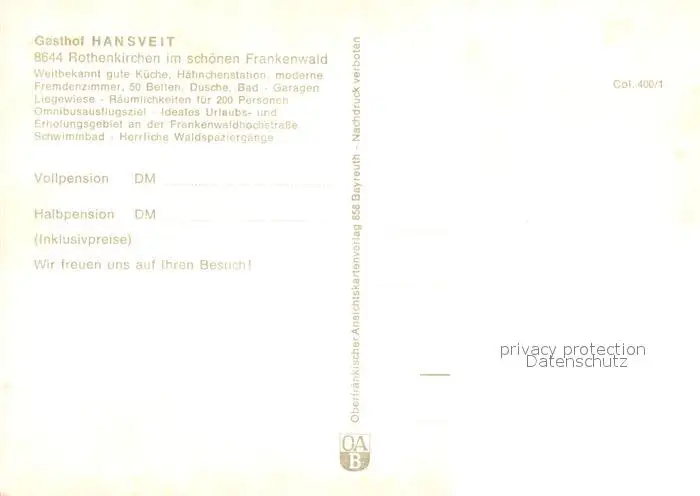 Gasthof HANSVEIT
8644 Rothenkirchen im schönen Frankenwald
Weitbekannt gute Küche, Hähnchenstation, moderne
Fremdenzimmer, 50 Betten, Dusche, Bad - Garagen
Liegewiese - Räumlichkeiten für 200 Personen
Omnibusausflugsziel - Ideales Urlaubs- und
Erholungsgebiet an der Frankenwaldhochstraße
Schwimmbad - Herrliche Waldspaziergänge
Vollpension DM
Halbpension DM
(Inklusivpreise)
Wir freuen uns auf Ihren Besuch!
Oberfränkischer Ansichtskartenverlag 858 Bayreuth - Nachdruck verboten
OA
B
Col. 400/1
privacy protection
Datenschutz